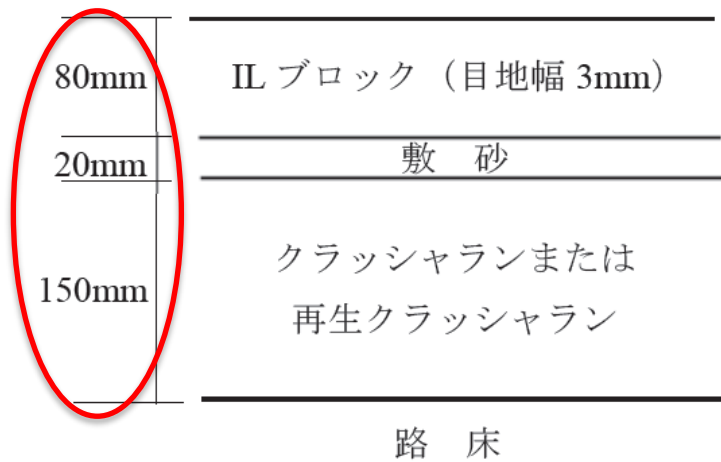 80mm
ILブロック（目地幅 3mm）
20mm
敷　砂
150mm
クラッシャランまたは
再生クラッシャラン
路　床